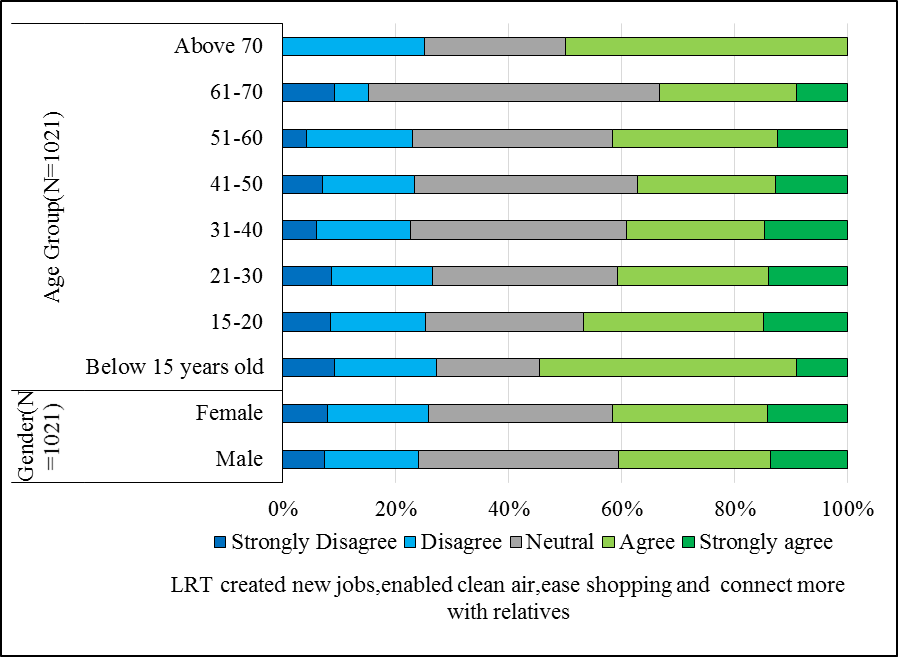 Age Group(N=1021)
Above 70
61-70
51-60
41-50
31-40
21-30
15-20
Below 15 years old
Gender(N
=1021)
Female
Male
0% 20% 40% 60% 80% 100%
Strongly Disagree Disagree Neutral Agree Strongly agree
LRT created new jobs,enabled clean air,ease shopping and connect more
with relatives